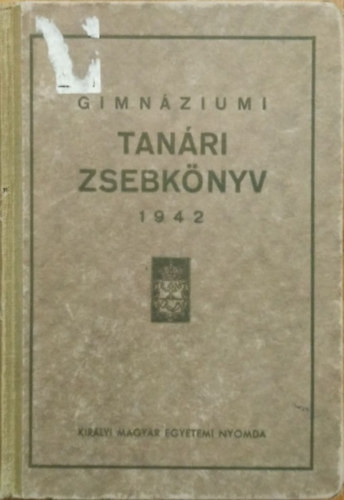 GIMNÁZIUMI
TANÁRI
ZSEBKÖNYV
1942
KIRÁLYI MAGYAR EGYETEMI NYOMDA